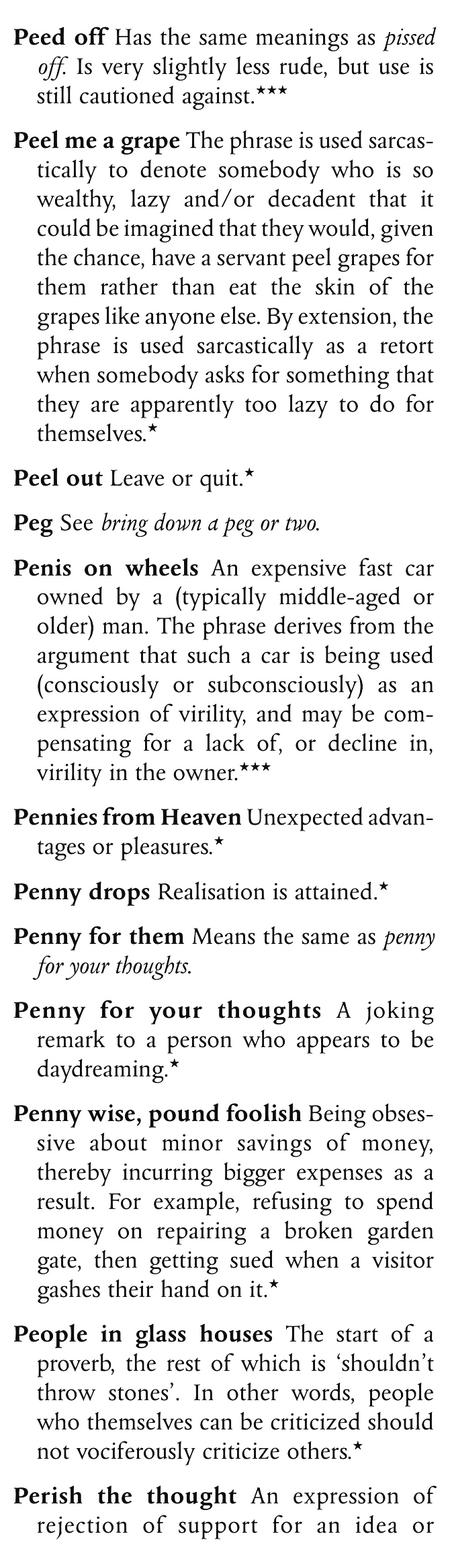 Peed off Has the same meanings as pissed
off. Is very slightly less rude, but use is
still cautioned against.★★★
Peel me a grape The phrase is used sarcas-
tically to denote somebody who is so
wealthy, lazy and/or decadent that it
could be imagined that they would, given
the chance, have a servant peel grapes for
them rather than eat the skin of the
grapes like anyone else. By extension, the
phrase is used sarcastically as a retort
when somebody asks for something that
they are apparently too lazy to do for
themselves.★
Peel out Leave or quit.★
Peg See bring down a peg or two.
Penis on wheels An expensive fast car
owned by a (typically middle-aged or
older) man. The phrase derives from the
argument that such a car is being used
(consciously or subconsciously) as an
expression of virility, and may be com-
pensating for a lack of, or decline in,
virility in the owner.★★★
Pennies from Heaven Unexpected advan-
tages or pleasures.★
Penny drops Realisation is attained.★
Penny for them Means the same as penny
for your thoughts.
Penny for your thoughts A joking
remark to a person who appears to be
daydreaming.★
Penny wise, pound foolish Being obses-
sive about minor savings of money,
thereby incurring bigger expenses as a
result. For example, refusing to spend
money on repairing a broken garden
gate, then getting sued when a visitor
gashes their hand on it.★
People in glass houses The start of a
proverb, the rest of which is ‘shouldn’t
throw stones’. In other words, people
who themselves can be criticized should
not vociferously criticize others.★
Perish the thought An expression of
rejection of support for an idea or